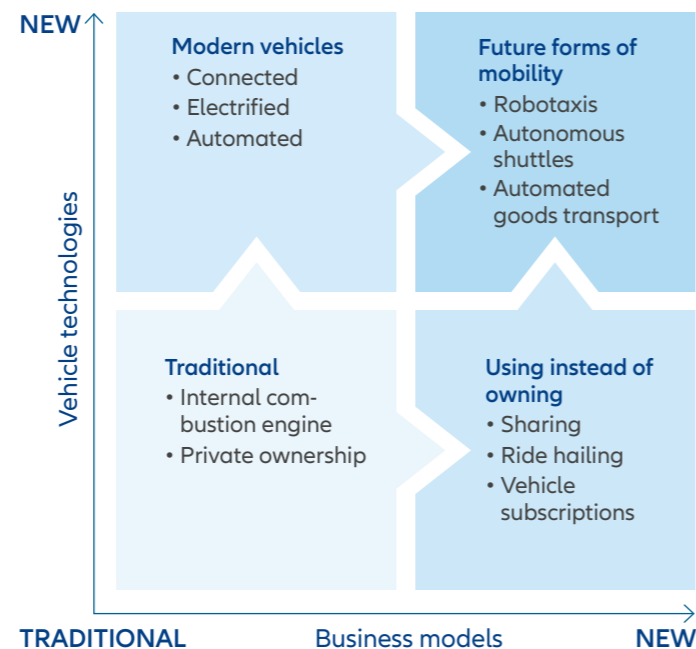 NEW
Vehicle technologies
Modern vehicles
• Connected
• Electrified
• Automated
Future forms of
mobility
• Robotaxis
• Autonomous
shuttles
• Automated
goods transport
Traditional
• Internal com-
bustion engine
• Private ownership
Using instead of
owning
• Sharing
• Ride hailing
• Vehicle
subscriptions
TRADITIONAL
Business models
NEW